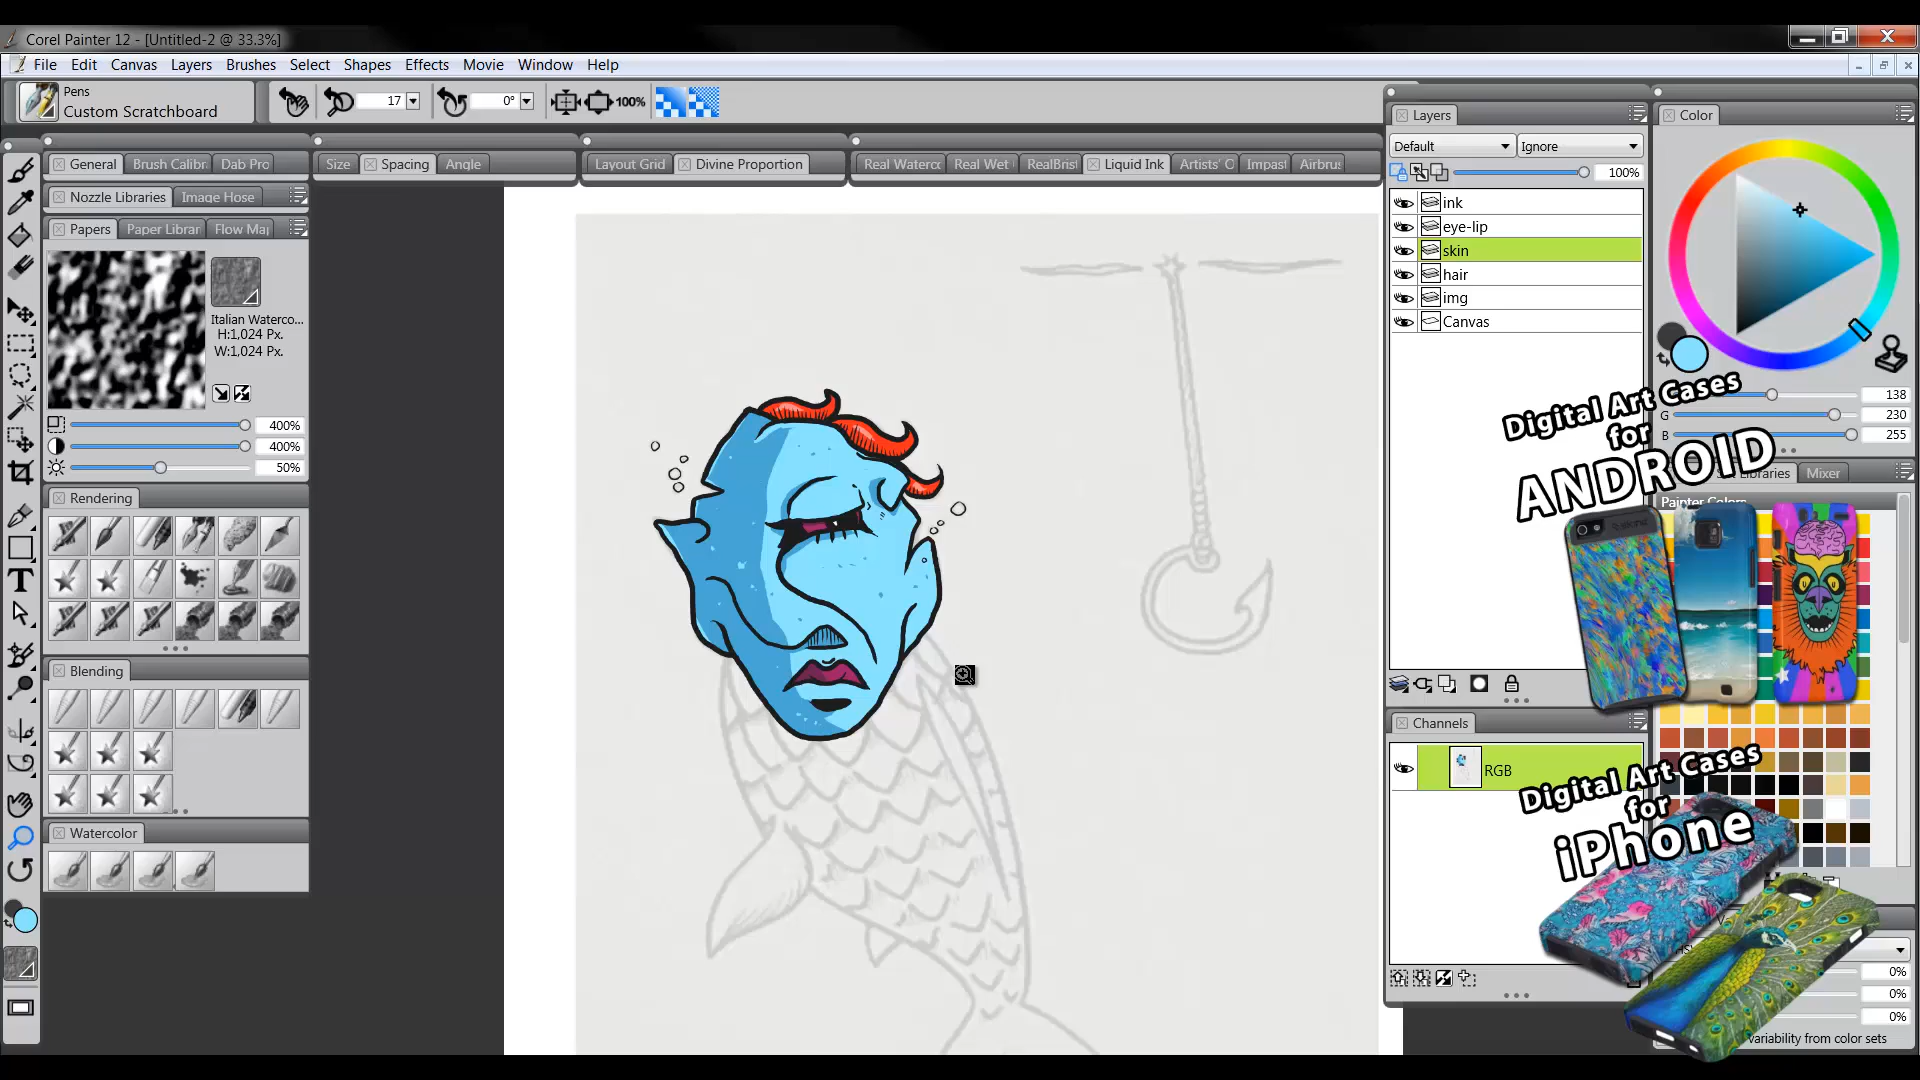 Corel Painter 12 - [Untitled-2 @ 33.3%]
File Edit Canvas Layers Brushes Select Shapes Effects Movie Window Help
Pens
Custom Scratchboard
17
0°
100%
General Brush Calibr Dab Pro
Size Spacing Angle
Layout Grid Divine Proportion
Real Waterco Real Wet RealBrist Liquid Ink Artists' O Impast Airbrus
Nozzle Libraries Image Hose
Papers Paper Librar Flow Map
Italian Waterco...
H:1,024 Px.
W:1,024 Px.
400%
400%
50%
Rendering
Blending
Watercolor
T
Layers
Default Ignore
100%
ink
eye-lip
skin
hair
img
Canvas
Channels
RGB
Color
138
G 230
B 255
Libraries Mixer
Painter Colors
Digital Art Cases
for
ANDROID
Digital Art Cases
for
iPhone
0%
0%
0%
variability from color sets